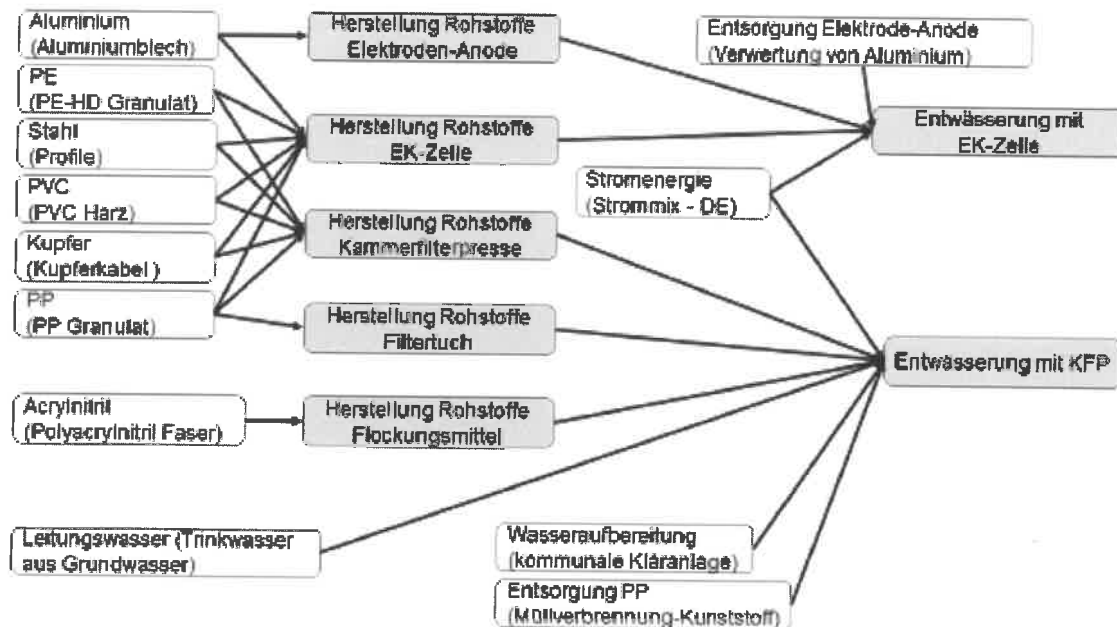 Aluminium
(Aluminiumblech)
PE
(PE-HD Granulat)
Stahl
(Profile)
PVC
(PVC Harz)
Kupfer
(Kupferkabel )
PP
(PP Granulat)
Acrylnitril
(Polyacrylnitril Faser)
Leitungswasser (Trinkwasser
aus Grundwasser)
Herstellung Rohstoffe
Elektroden-Anode
Herstellung Rohstoffe
EK-Zelle
Herstellung Rohstoffe
Kammerfilterpresse
Herstellung Rohstoffe
Filtertuch
Herstellung Rohstoffe
Flockungsmittel
Entsorgung Elektrode-Anode
(Verwertung von Aluminium)
Stromenergie
(Strommix - DE)
Wasseraufbereitung
(kommunale Kläranlage)
Entsorgung PP
(Müllverbrennung-Kunststoff)
Entwässerung mit
EK-Zelle
Entwässerung mit KFP